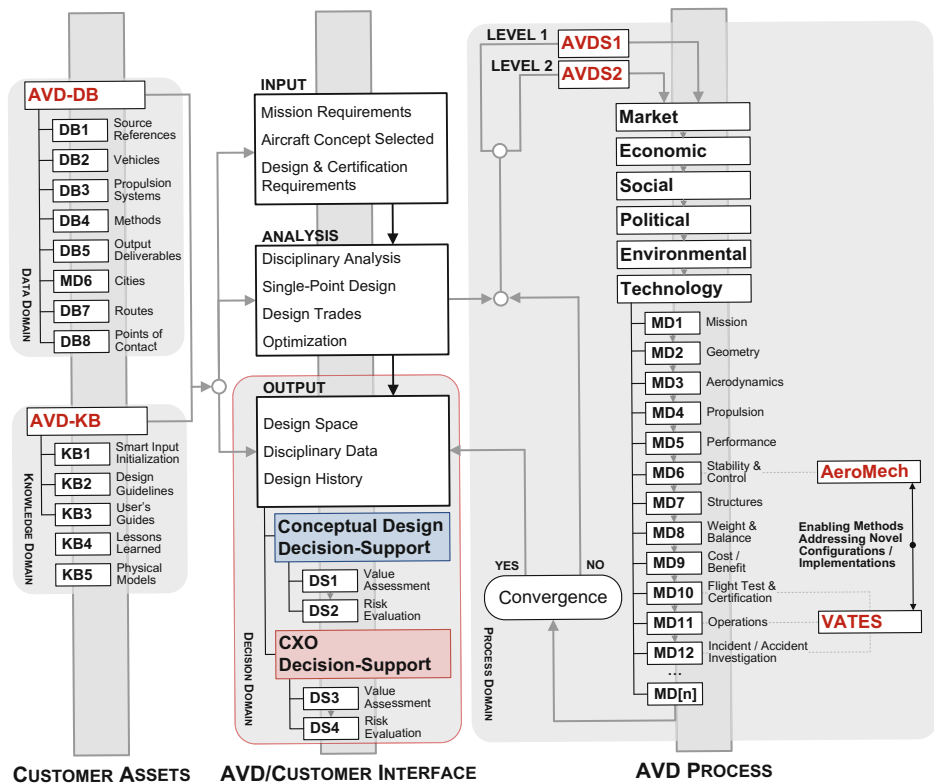 AVD-DB
DB1
Source
References
DB2
Vehicles
DB3
Propulsion
Systems
DB4
Methods
DB5
Output
Deliverables
MD6
Cities
DB7
Routes
DB8
Points of
Contact
DATA DOMAIN
AVD-KB
KB1
Smart Input
Initialization
KB2
Design
Guidelines
KB3
User's
Guides
KB4
Lessons
Learned
KB5
Physical
Models
KNOWLEDGE DOMAIN
CUSTOMER ASSETS
INPUT
Mission Requirements
Aircraft Concept Selected
Design & Certification
Requirements
ANALYSIS
Disciplinary Analysis
Single-Point Design
Design Trades
Optimization
OUTPUT
Design Space
Disciplinary Data
Design History
Conceptual Design
Decision-Support
DS1
Value
Assessment
DS2
Risk
Evaluation
CXO
Decision-Support
DS3
Value
Assessment
DS4
Risk
Evaluation
DECISION DOMAIN
AVD/CUSTOMER INTERFACE
LEVEL 1
AVDS1
LEVEL 2
AVDS2
Market
Economic
Social
Political
Environmental
Technology
MD1
Mission
MD2
Geometry
MD3
Aerodynamics
MD4
Propulsion
MD5
Performance
MD6
Stability &
Control
MD7
Structures
MD8
Weight &
Balance
MD9
Cost /
Benefit
MD10
Flight Test &
Certification
MD11
Operations
MD12
Incident / Accident
Investigation
...
MD[n]
AeroMech
Enabling Methods
Addressing Novel
Configurations /
Implementations
VATES
YES
NO
Convergence
PROCESS DOMAIN
AVD PROCESS